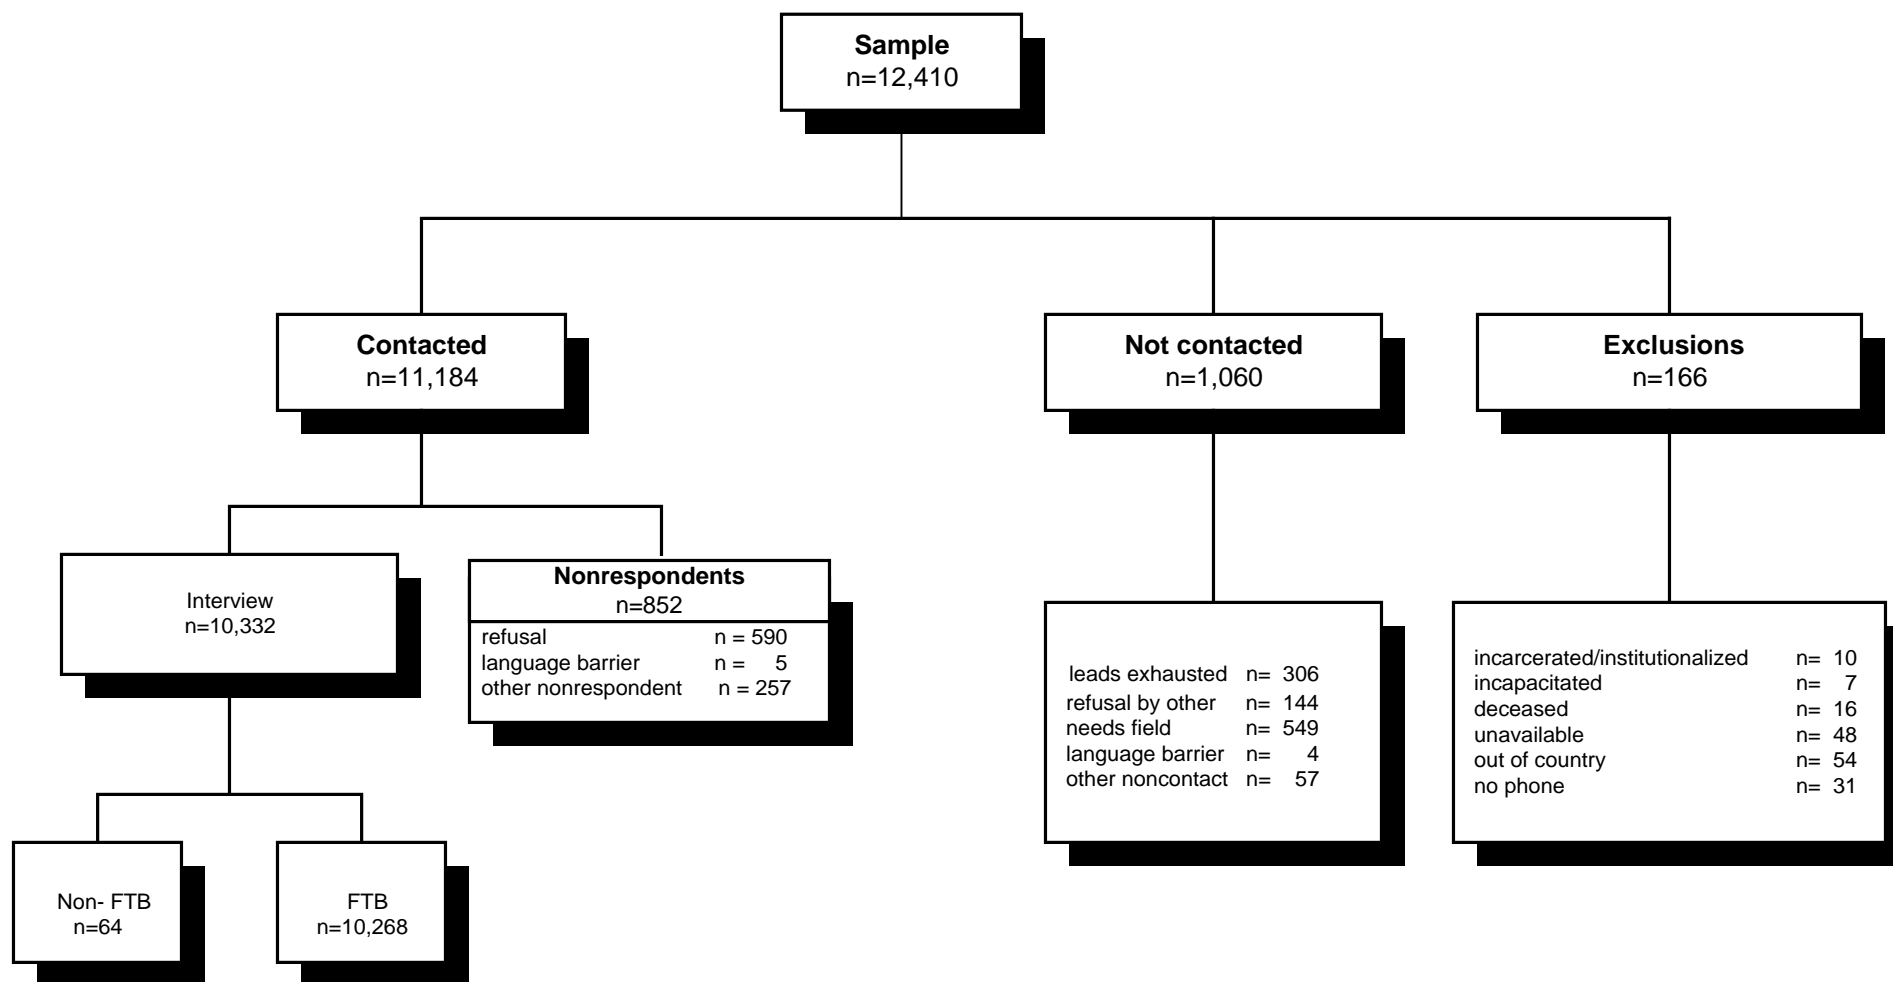 Sample
n=12,410
Contacted
n=11,184
Not contacted
n=1,060
Exclusions
n=166
Interview
n=10,332
Nonrespondents
n=852
refusal n = 590
language barrier n = 5
other nonrespondent n = 257
leads exhausted n= 306
refusal by other n= 144
needs field n= 549
language barrier n= 4
other noncontact n= 57
incarcerated/institutionalized n= 10
incapacitated n= 7
deceased n= 16
unavailable n= 48
out of country n= 54
no phone n= 31
Non- FTB
n=64
FTB
n=10,268